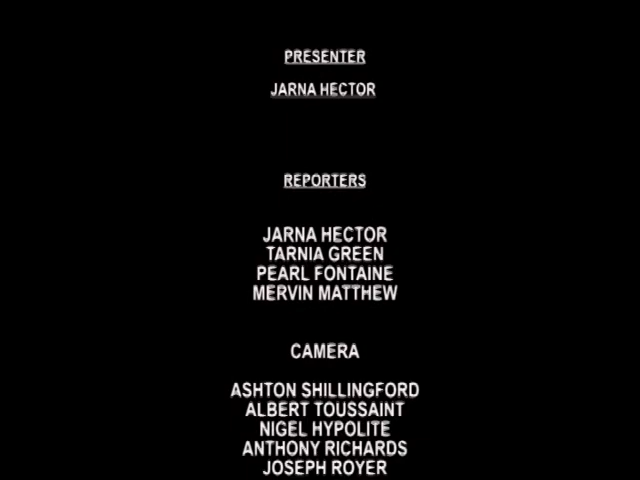 PRESENTER
JARNA HECTOR
REPORTERS
JARNA HECTOR
TARNIA GREEN
PEARL FONTAINE
MERVIN MATTHEW
CAMERA
ASHTON SHILLINGFORD
ALBERT TOUSSAINT
NIGEL HYPOLITE
ANTHONY RICHARDS
JOSEPH ROYER